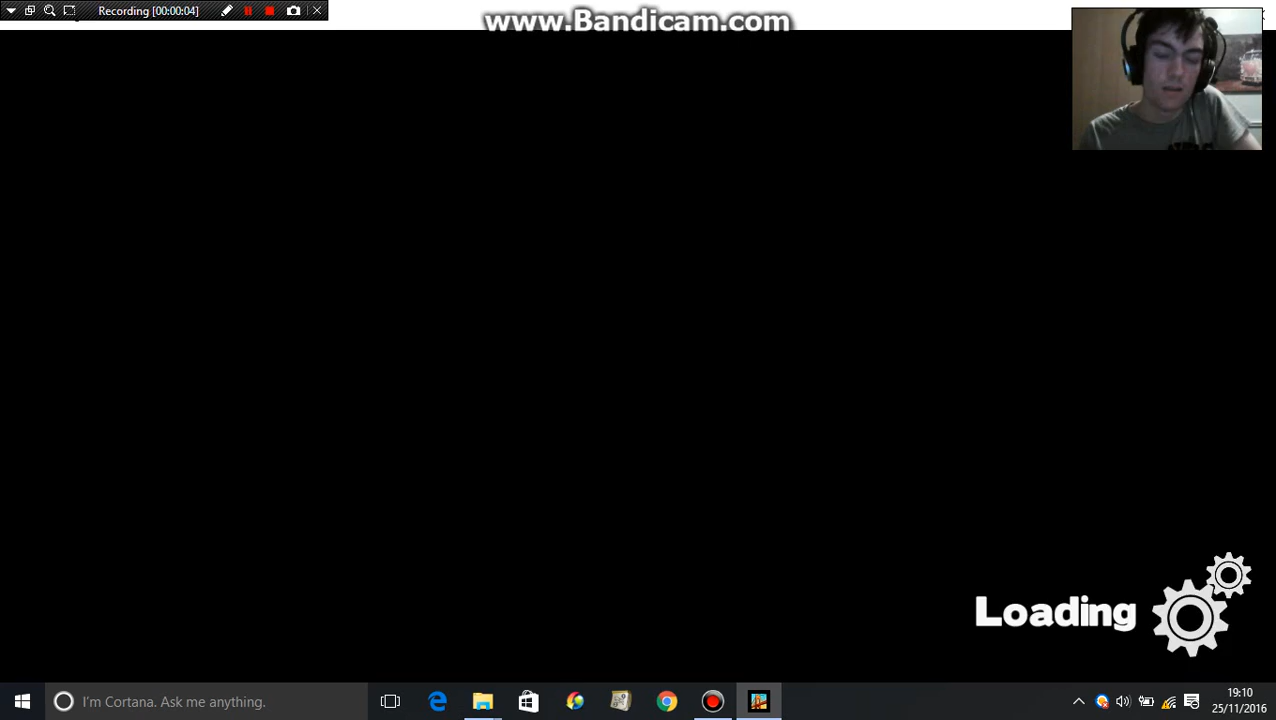 Recording [00:00:04]
www.Bandicam.com
Loading
I'm Cortana. Ask me anything.
19:10
25/11/2016